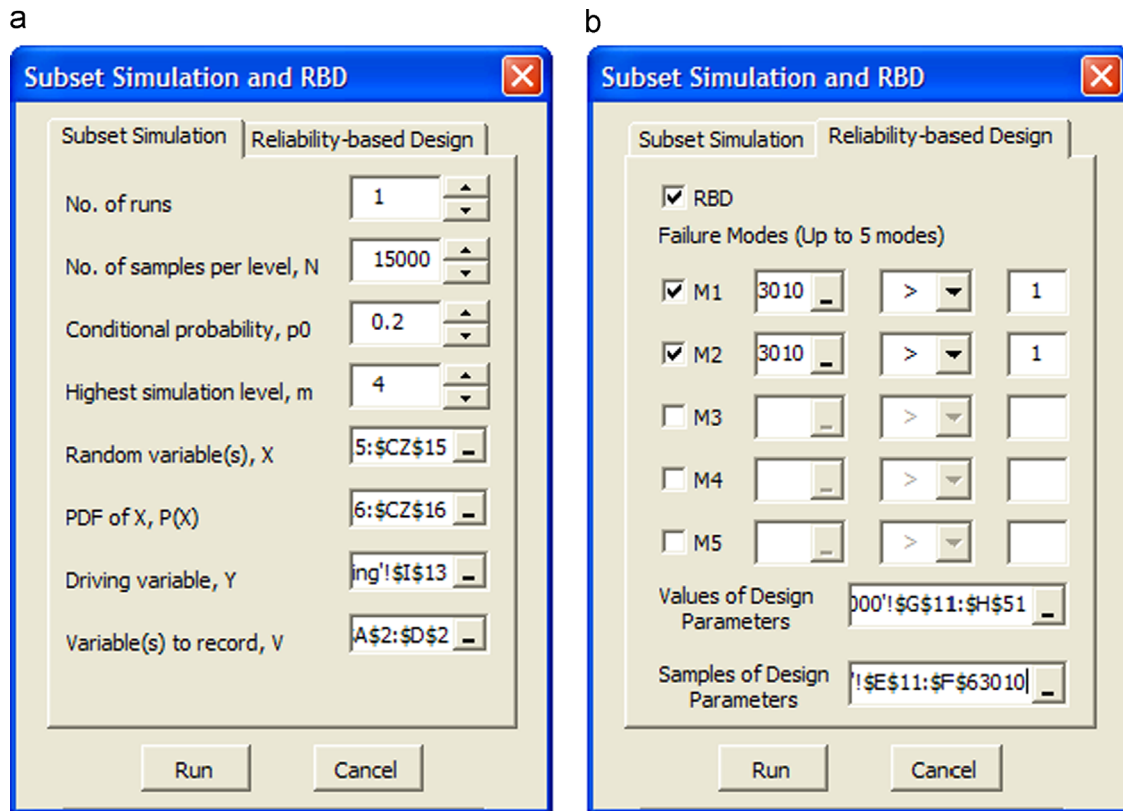 a
Subset Simulation and RBD
Subset Simulation
Reliability-based Design
No. of runs
1
No. of samples per level, N
15000
Conditional probability, p0
0.2
Highest simulation level, m
4
Random variable(s), X
5:$CZ$15
PDF of X, P(X)
6:$CZ$16
Driving variable, Y
ing'!$I$13
Variable(s) to record, V
A$2:$D$2
Run
Cancel
b
Subset Simulation and RBD
Subset Simulation
Reliability-based Design
RBD
Failure Modes (Up to 5 modes)
M1 3010 > 1
M2 3010 > 1
M3 >
M4 >
M5 >
Values of Design
Parameters
000'!$G$11:$H$51
Samples of Design
Parameters
'!$E$11:$F$63010
Run
Cancel